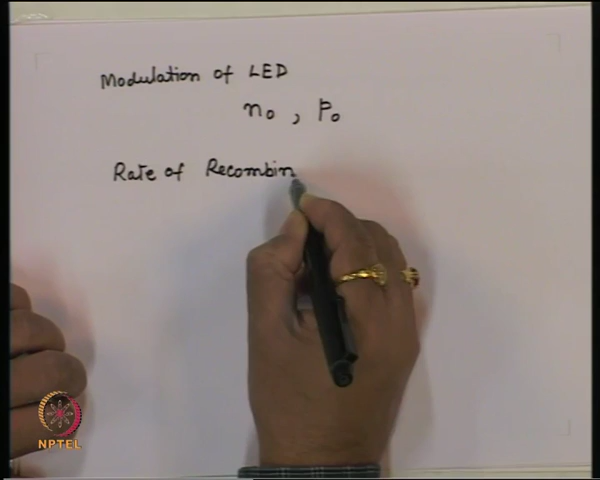 Modulation of LED
n₀ , p₀
Rate of Recombin
NPTEL